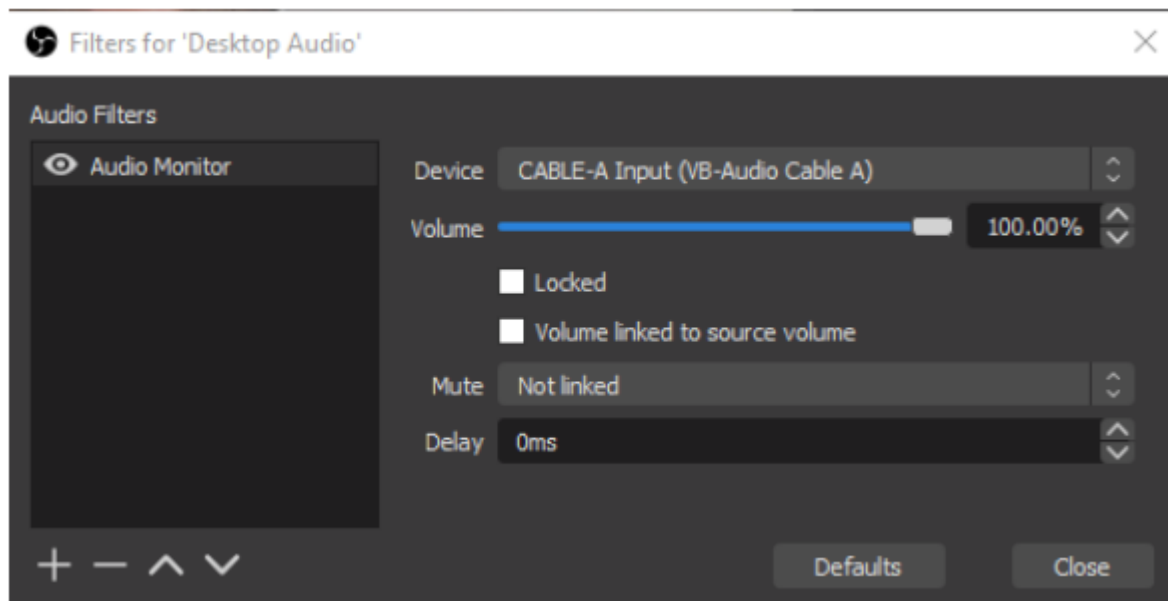 Filters for 'Desktop Audio'
Audio Filters
Audio Monitor
Device CABLE-A Input (VB-Audio Cable A)
Volume 100.00%
Locked
Volume linked to source volume
Mute Not linked
Delay 0ms
Defaults Close